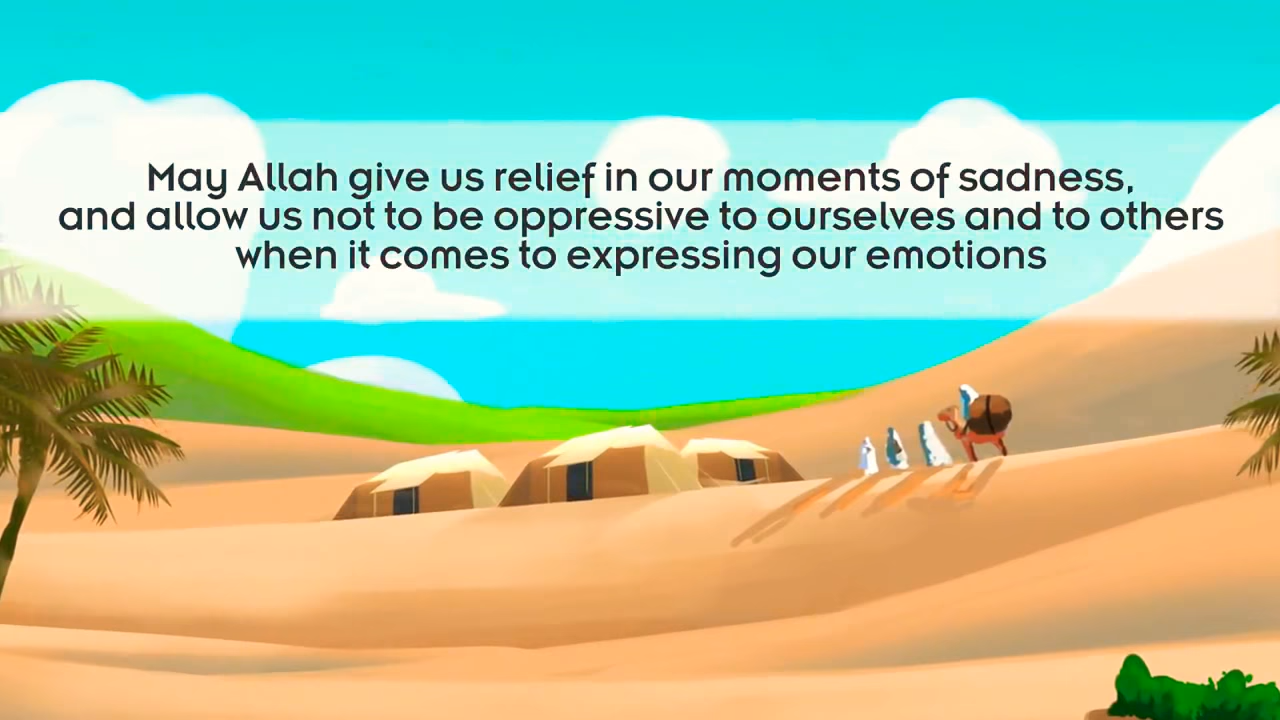 May Allah give us relief in our moments of sadness,
and allow us not to be oppressive to ourselves and to others
when it comes to expressing our emotions